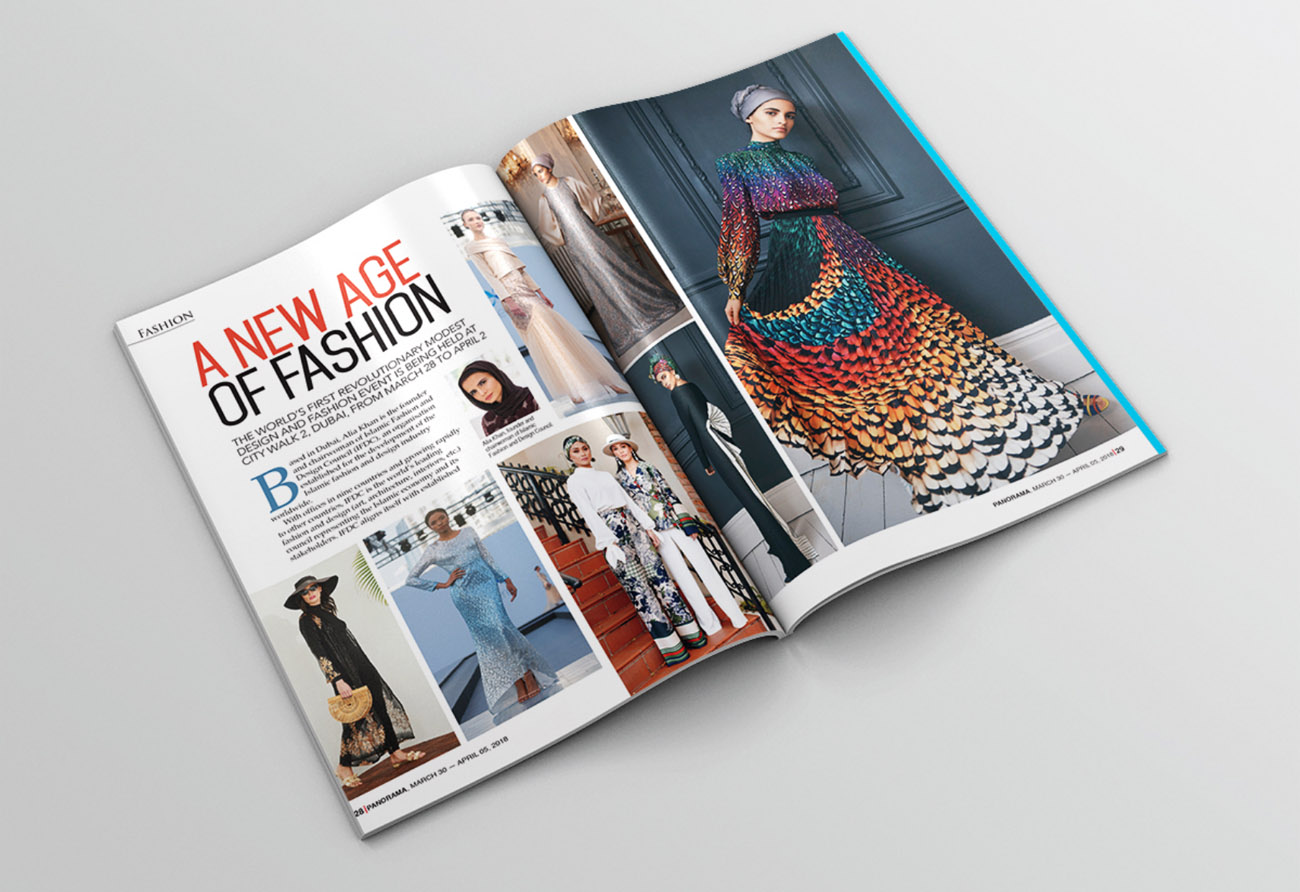 FASHION
A NEW AGE
OF FASHION
THE WORLD'S FIRST REVOLUTIONARY MODEST
DESIGN AND FASHION EVENT IS BEING HELD AT
CITY WALK 2, DUBAI, FROM MARCH 28 TO APRIL 2
Based in Dubai, Alia Khan is the founder
and chairwoman of Islamic Fashion and
Design Council (IFDC), an organisation
established for the development of the
Islamic fashion and design industry
worldwide.
With offices in nine countries and growing rapidly
to other countries, IFDC is the world's leading
fashion and design (art, architecture, interiors, etc.)
council representing the Islamic economy and its
stakeholders. IFDC aligns itself with established
Alia Khan, founder and
chairwoman of Islamic
Fashion and Design Council
28|PANORAMA, MARCH 30 — APRIL 05, 2018
PANORAMA, MARCH 30 — APRIL 05, 2018|29